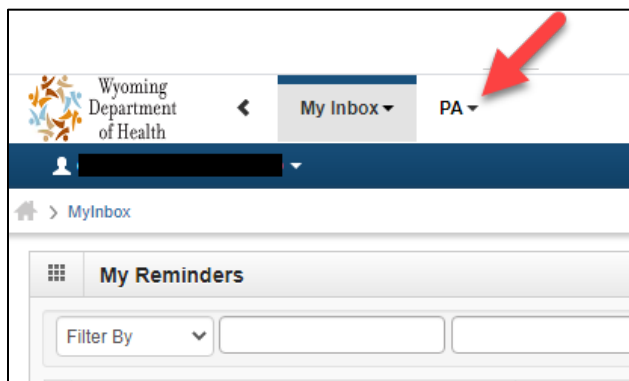 Wyoming
Department
of Health
My Inbox
PA
MyInbox
My Reminders
Filter By